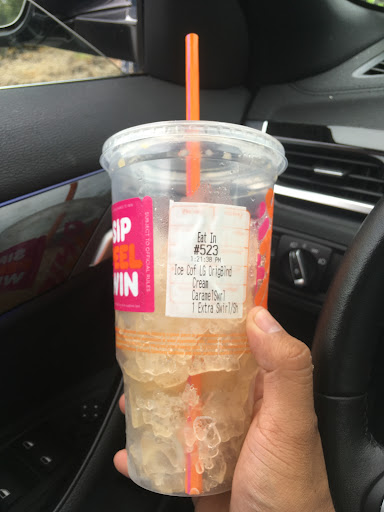 SIP
EEL
WIN
SUBJECT TO OFFICIAL RULES
Eat In
#523
1:21:38 PM
Ice Cof LG OrigBlnd
Cream
CaramelSwrl
1 Extra Swirl/Sh